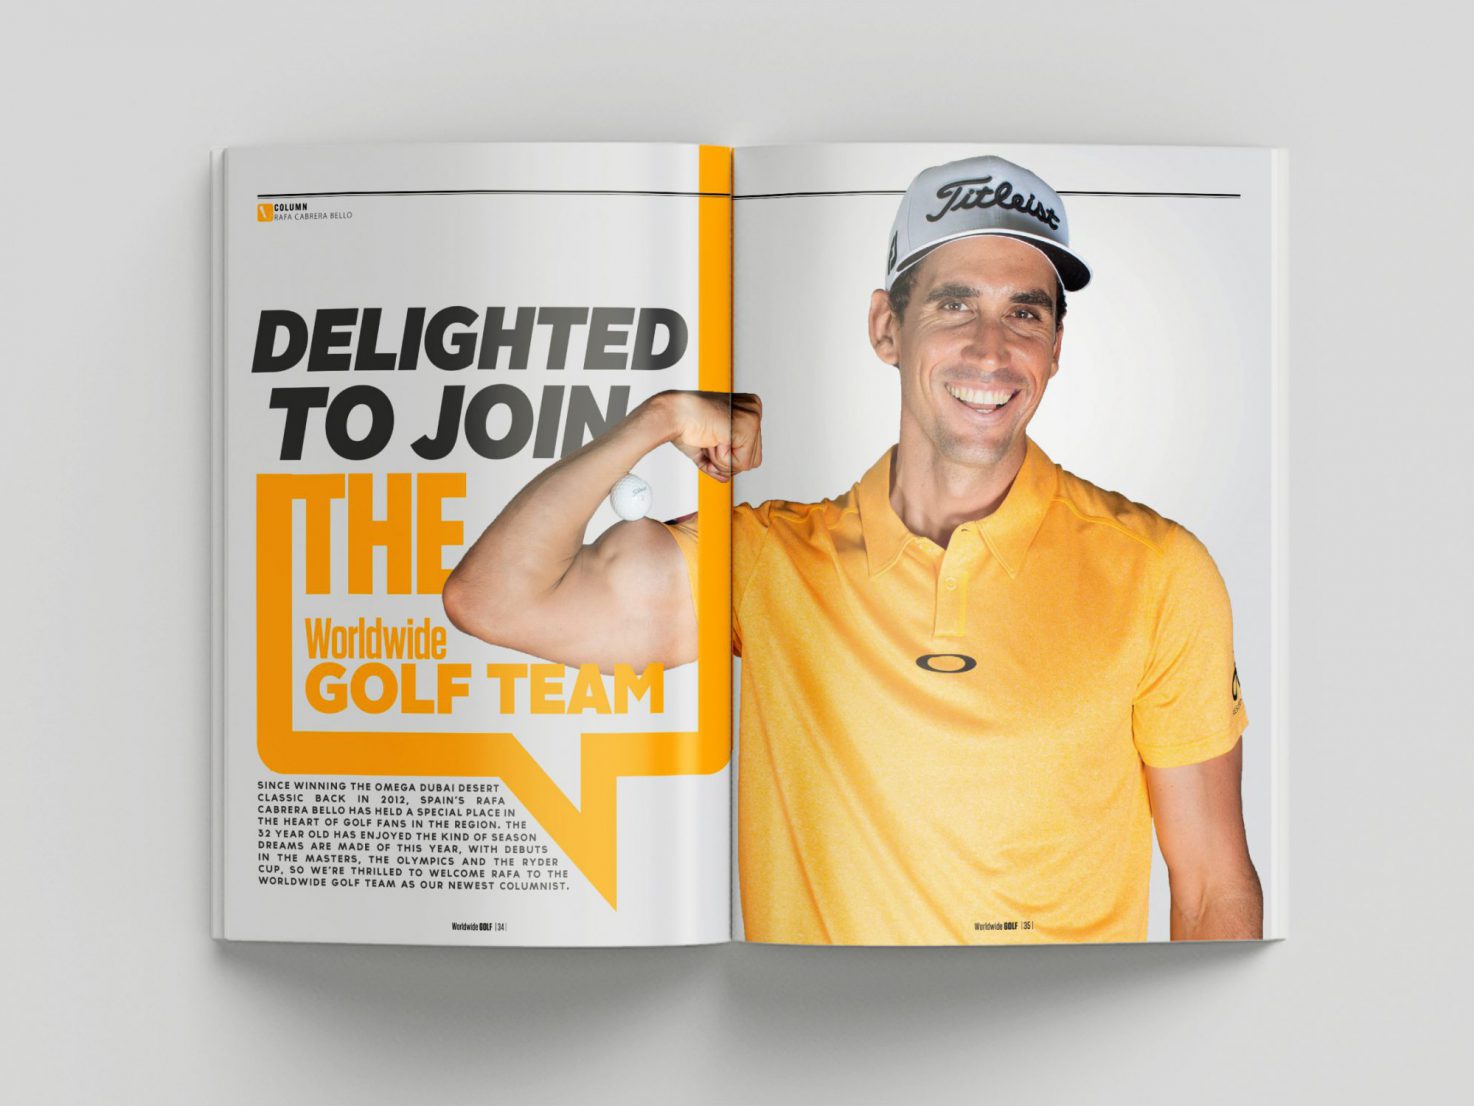 COLUMN
RAFA CABRERA BELLO
DELIGHTED
TO JOIN
THE
Worldwide
GOLF TEAM
SINCE WINNING THE OMEGA DUBAI DESERT
CLASSIC BACK IN 2012, SPAIN'S RAFA
CABRERA BELLO HAS HELD A SPECIAL PLACE IN
THE HEART OF GOLF FANS IN THE REGION. THE
32 YEAR OLD HAS ENJOYED THE KIND OF SEASON
DREAMS ARE MADE OF THIS YEAR, WITH DEBUTS
IN THE MASTERS, THE OLYMPICS AND THE RYDER
CUP, SO WE'RE THRILLED TO WELCOME RAFA TO THE
WORLDWIDE GOLF TEAM AS OUR NEWEST COLUMNIST.
Worldwide GOLF |34|
Titleist
Titleist
Worldwide GOLF |35|